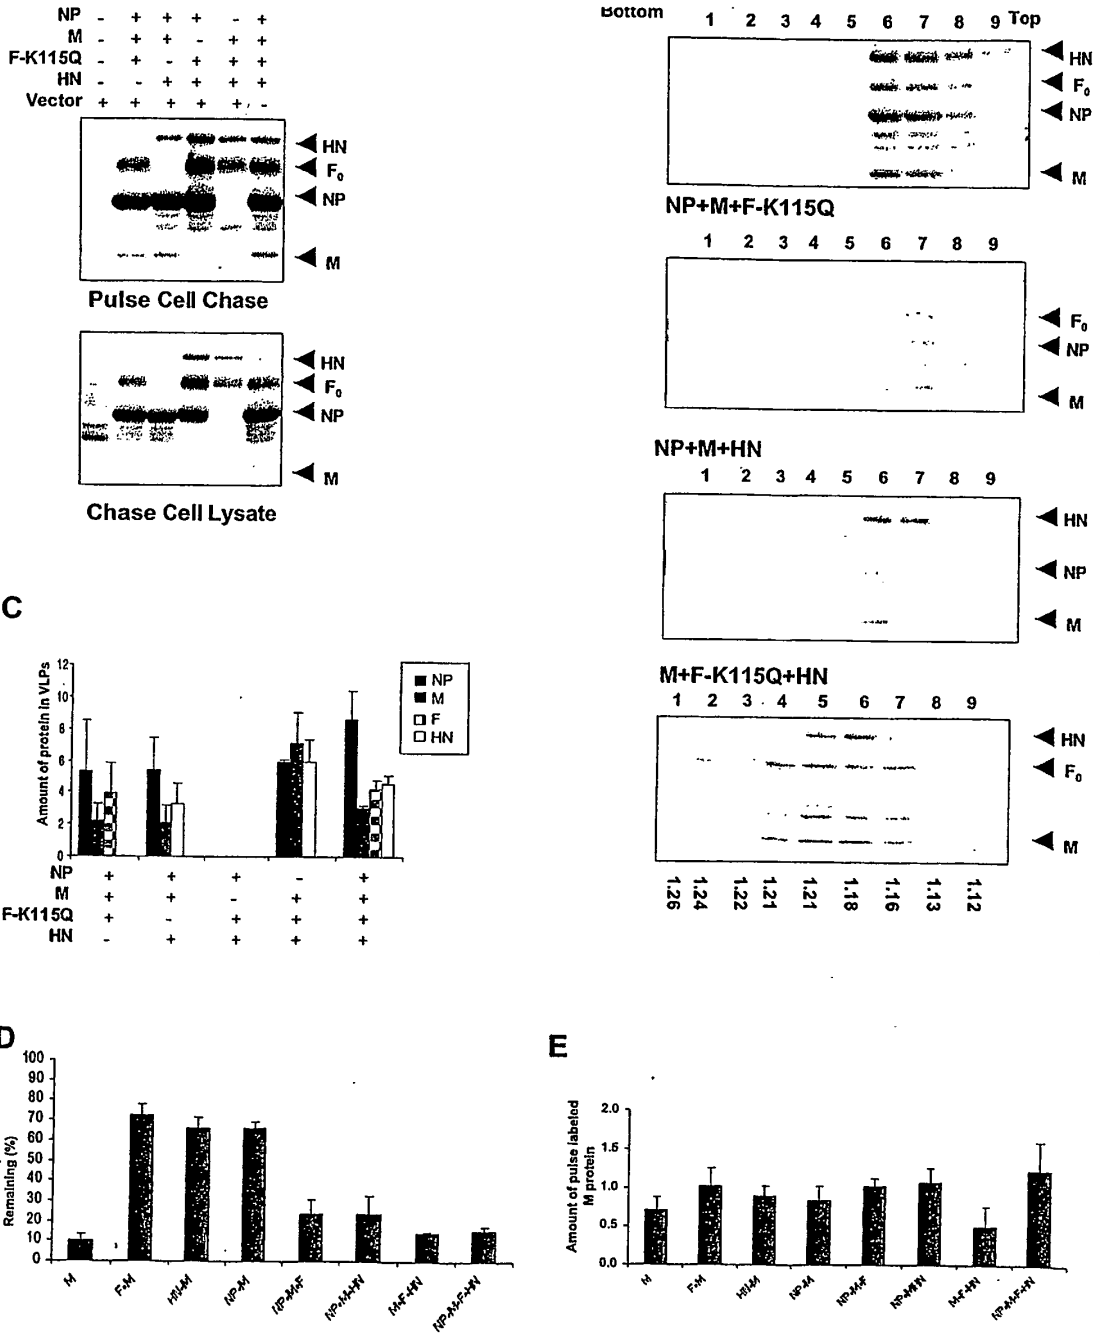 NP - + + + - +
M - + + - + +
F-K115Q - + - + + +
HN - - + + + +
Vector + + + + + -
HN
F0
NP
M
Pulse Cell Chase
HN
F0
NP
M
Chase Cell Lysate
Bottom 1 2 3 4 5 6 7 8 9 Top
HN
F0
NP
M
NP+M+F-K115Q
1 2 3 4 5 6 7 8 9
F0
NP
M
NP+M+HN
1 2 3 4 5 6 7 8 9
HN
NP
M
M+F-K115Q+HN
1 2 3 4 5 6 7 8 9
HN
F0
M
1.26 1.24 1.22 1.21 1.21 1.18 1.16 1.13 1.12
C
Amount of protein in VLPs
12
10
8
6
4
2
0
NP
M
F
HN
NP + + + - +
M + + - + +
F-K115Q + - + + +
HN - + + + +
D
Remaining (%)
100
90
80
70
60
50
40
30
20
10
0
M F+M HN+M NP+M NP+M+F NP+M+HN M+F+HN NP+M+F+HN
E
Amount of pulse labeled
M protein
2.0
1.5
1.0
0.5
0.0
M F+M HN+M NP+M NP+M+F NP+MHN M+F+HN NP+M+F+HN